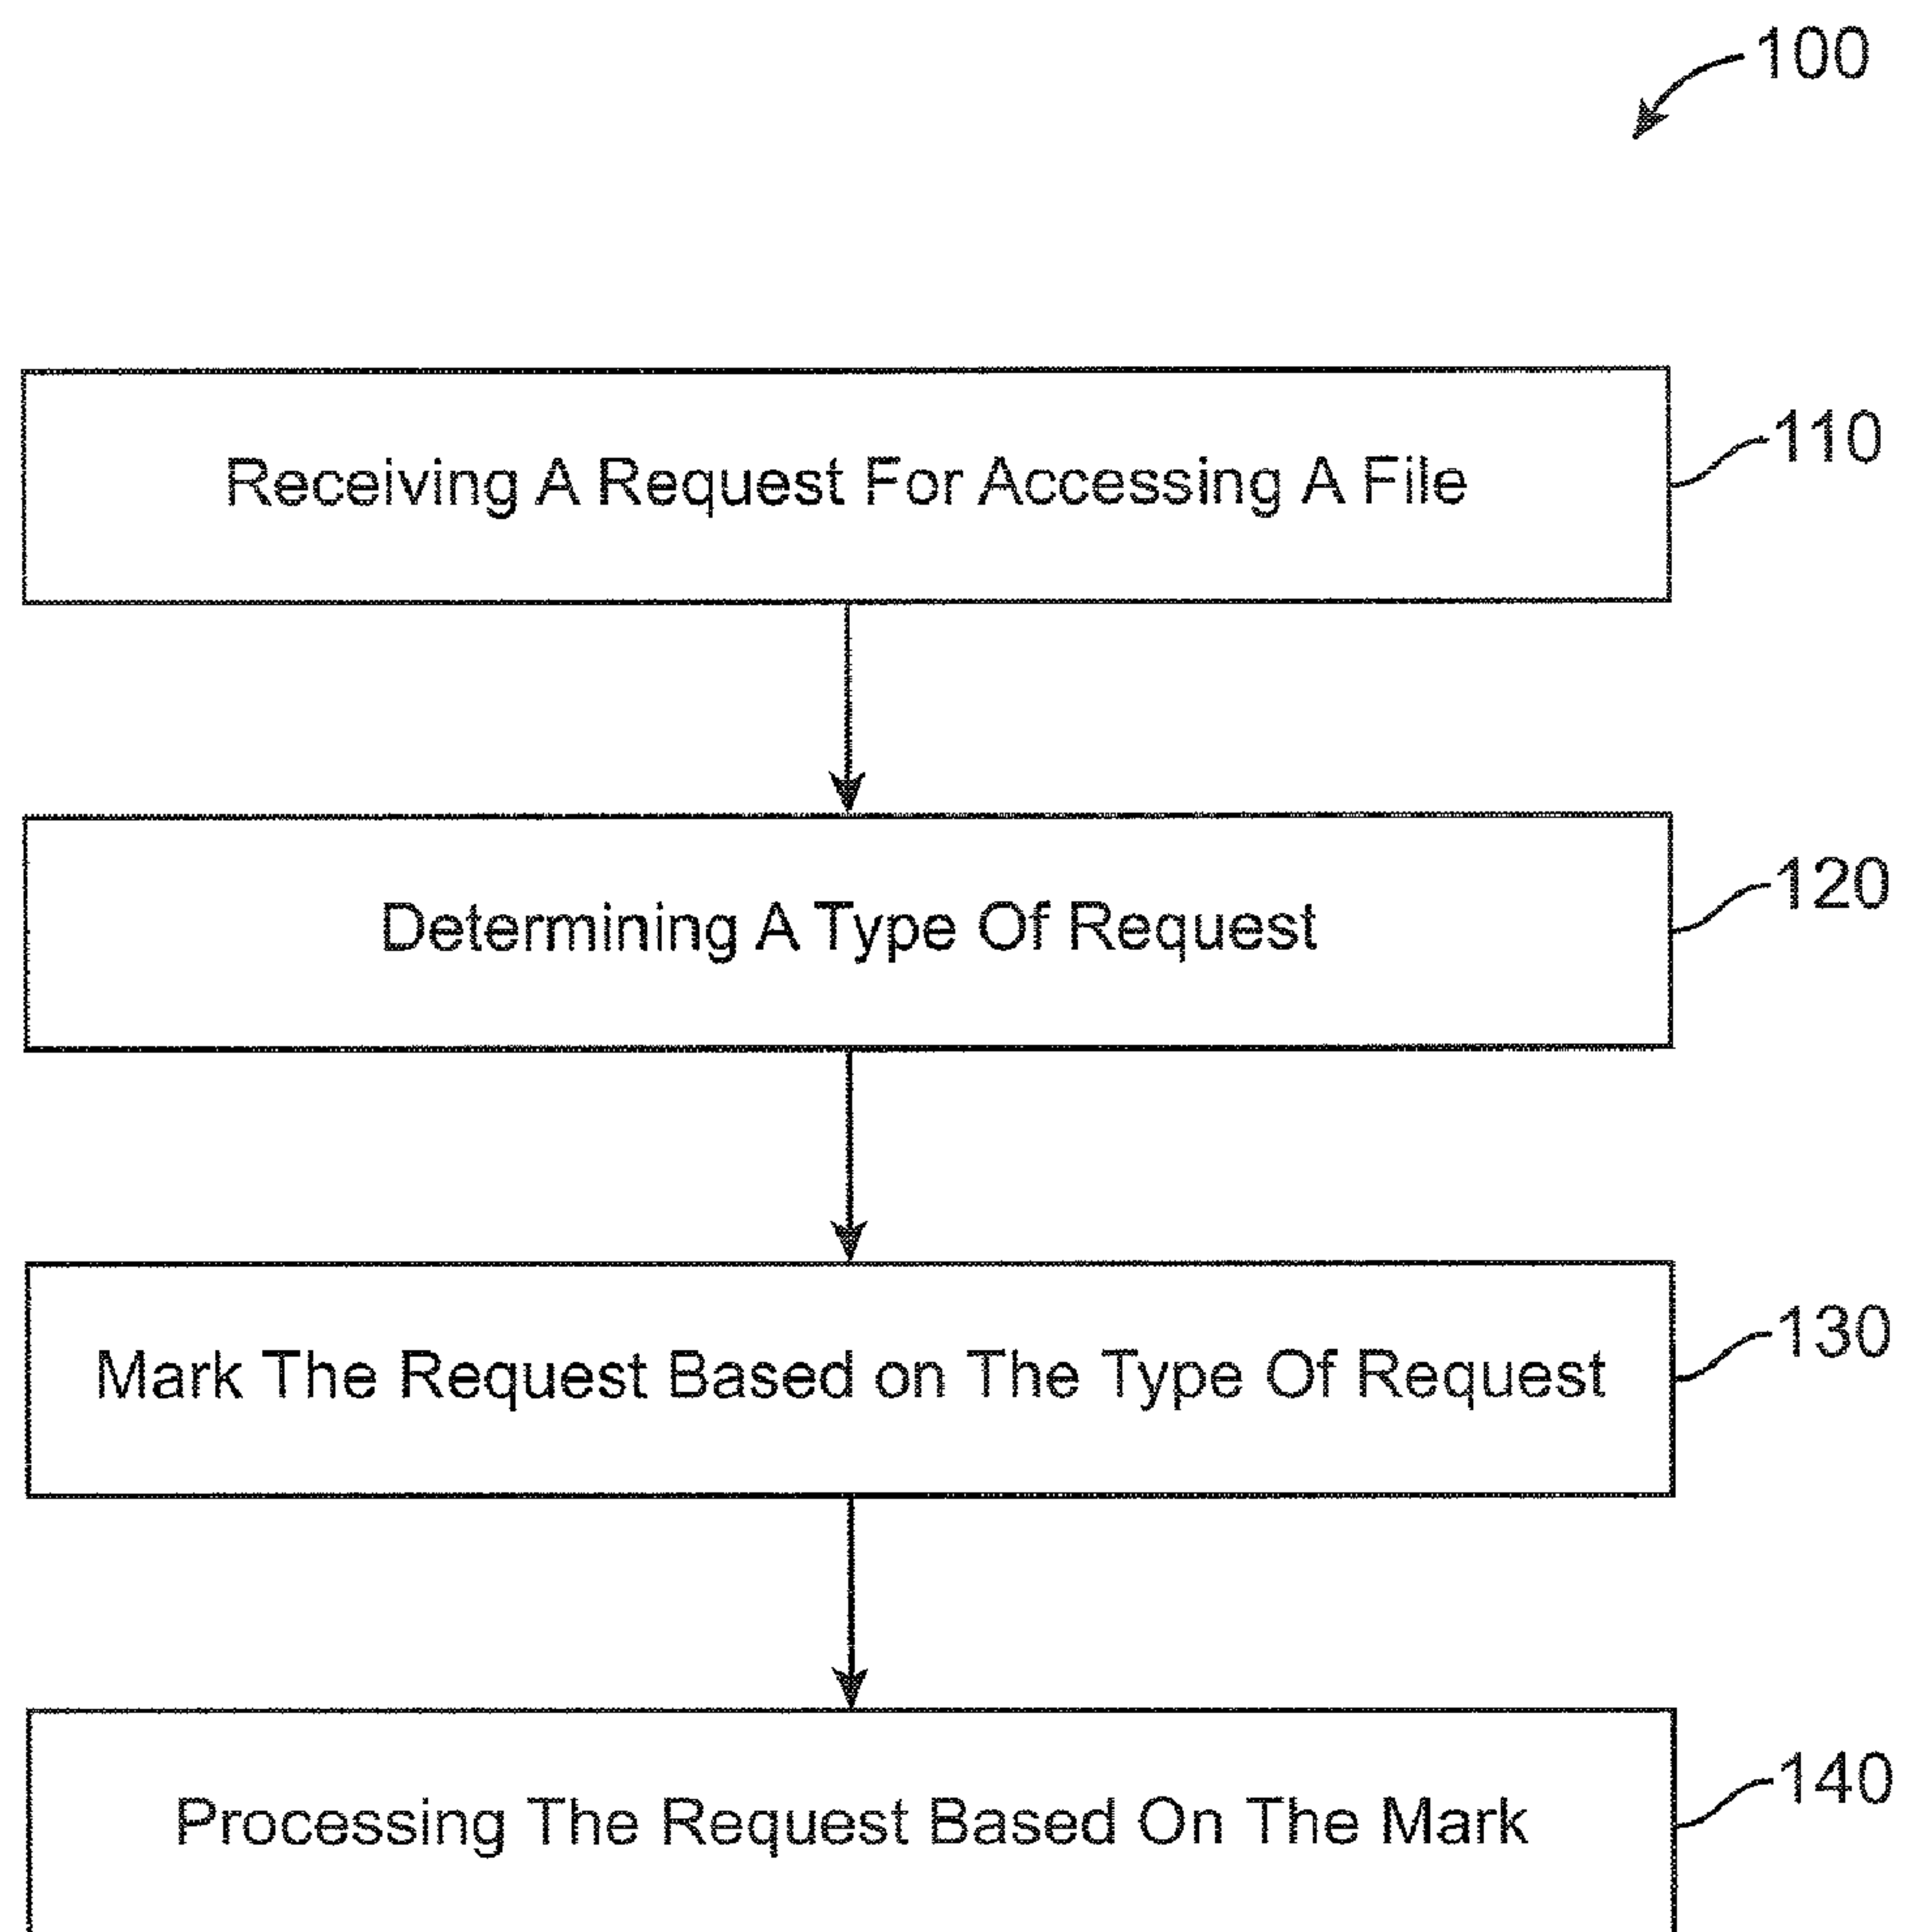 100
Receiving A Request For Accessing A File
110
Determining A Type Of Request
120
Mark The Request Based on The Type Of Request
130
Processing The Request Based On The Mark
140